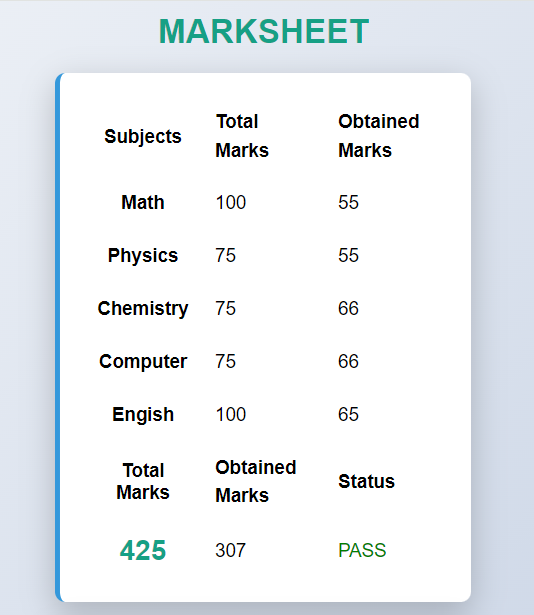 MARKSHEET
Subjects Total Marks Obtained Marks
Math 100 55
Physics 75 55
Chemistry 75 66
Computer 75 66
Engish 100 65
Total Marks Obtained Marks Status
425 307 PASS